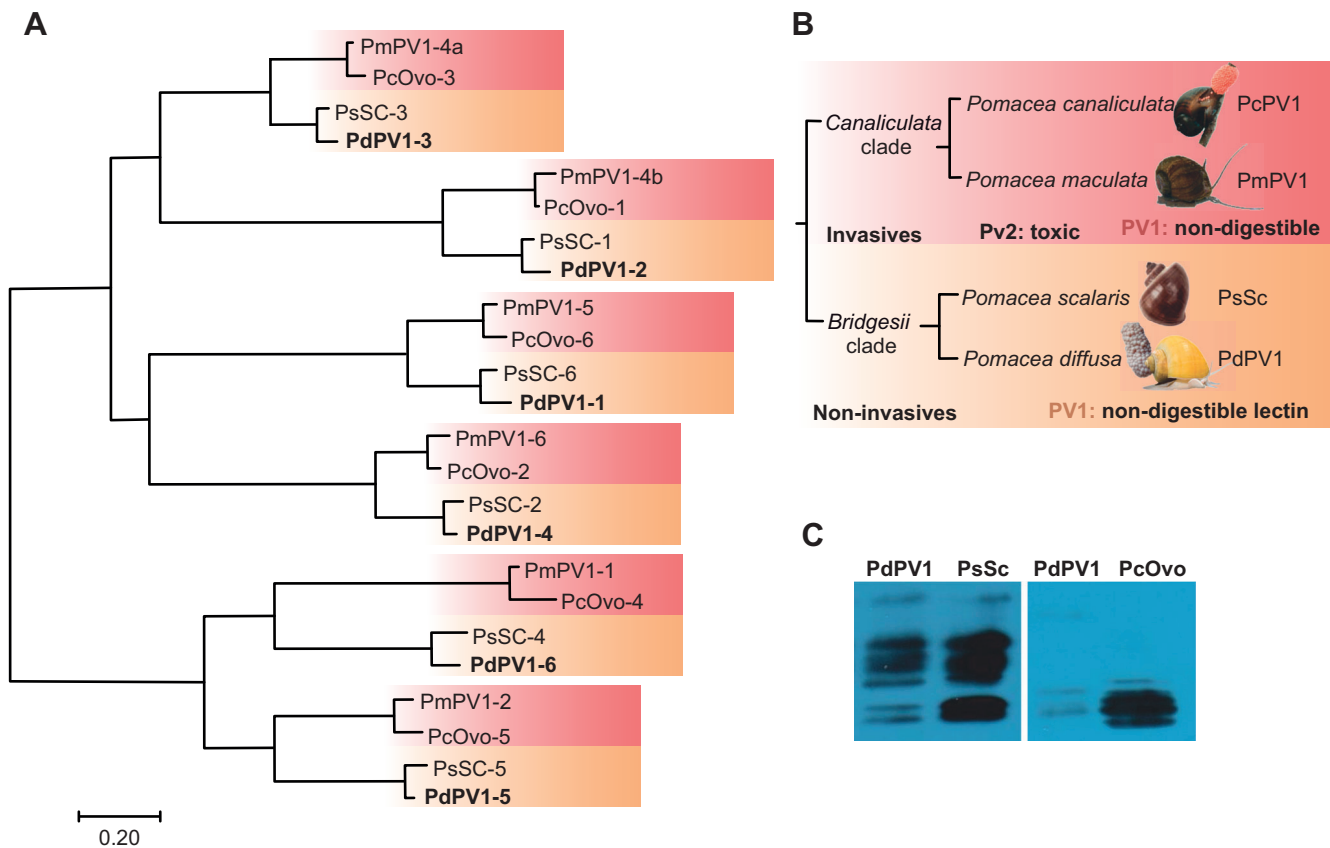 A
PmPV1-4a
PcOvo-3
PsSC-3
PdPV1-3
PmPV1-4b
PcOvo-1
PsSC-1
PdPV1-2
PmPV1-5
PcOvo-6
PsSC-6
PdPV1-1
PmPV1-6
PcOvo-2
PsSC-2
PdPV1-4
PmPV1-1
PcOvo-4
PsSC-4
PdPV1-6
PmPV1-2
PcOvo-5
PsSC-5
PdPV1-5
0.20
B
Canaliculata
clade
Pomacea canaliculata
PcPV1
Pomacea maculata
PmPV1
Invasives Pv2: toxic PV1: non-digestible
Bridgesii
clade
Pomacea scalaris
PsSc
Pomacea diffusa
PdPV1
Non-invasives PV1: non-digestible lectin
C
PdPV1 PsSc PdPV1 PcOvo